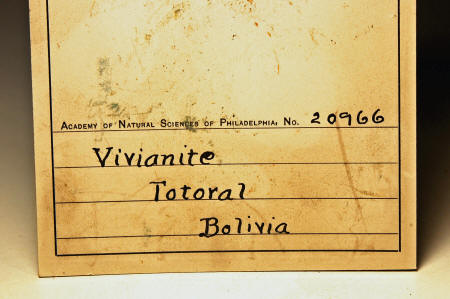 Academy of Natural Sciences of Philadelphia, No. 20966
Vivianite
Totoral
Bolivia